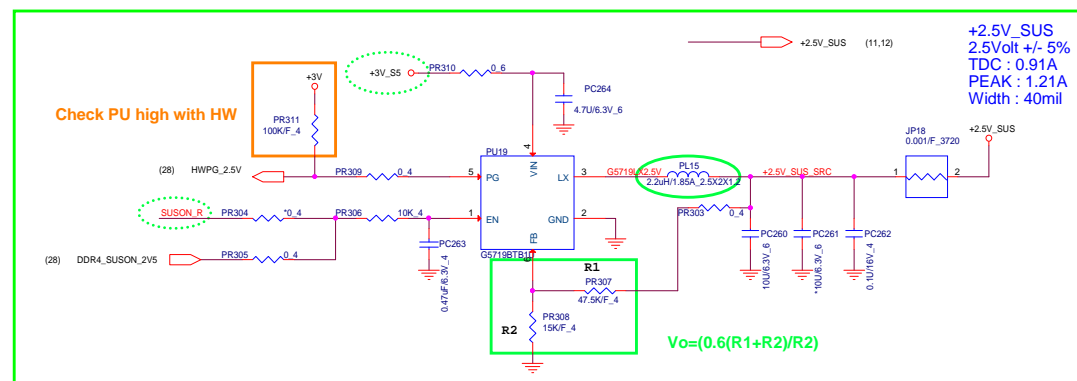 +2.5V_SUS (11,12)
+2.5V_SUS
2.5Volt +/- 5%
TDC : 0.91A
PEAK : 1.21A
Width : 40mil
+3V_S5
PR310
0_6
PC264
4.7U/6.3V_6
+3V
PR311
100K/F_4
Check PU high with HW
(28) HWPG_2.5V
PR309
0_4
PU19
4
VIN
5
PG
LX
3
G5719LX2.5V
PL15
2.2uH/1.85A_2.5X2X1.2
+2.5V_SUS_SRC
JP18
0.001/F_3720
1
2
+2.5V_SUS
SUSON_R
PR304
*0_4
PR306
10K_4
1
EN
GND
2
FB
6
G5719BTB1U
PR303
0_4
PC263
0.47uF/6.3V_4
(28) DDR4_SUSON_2V5
PR305
0_4
PC260
10U/6.3V_6
PC261
*10U/6.3V_6
PC262
0.1U/16V_4
R1
PR307
47.5K/F_4
R2
PR308
15K/F_4
Vo=(0.6(R1+R2)/R2)